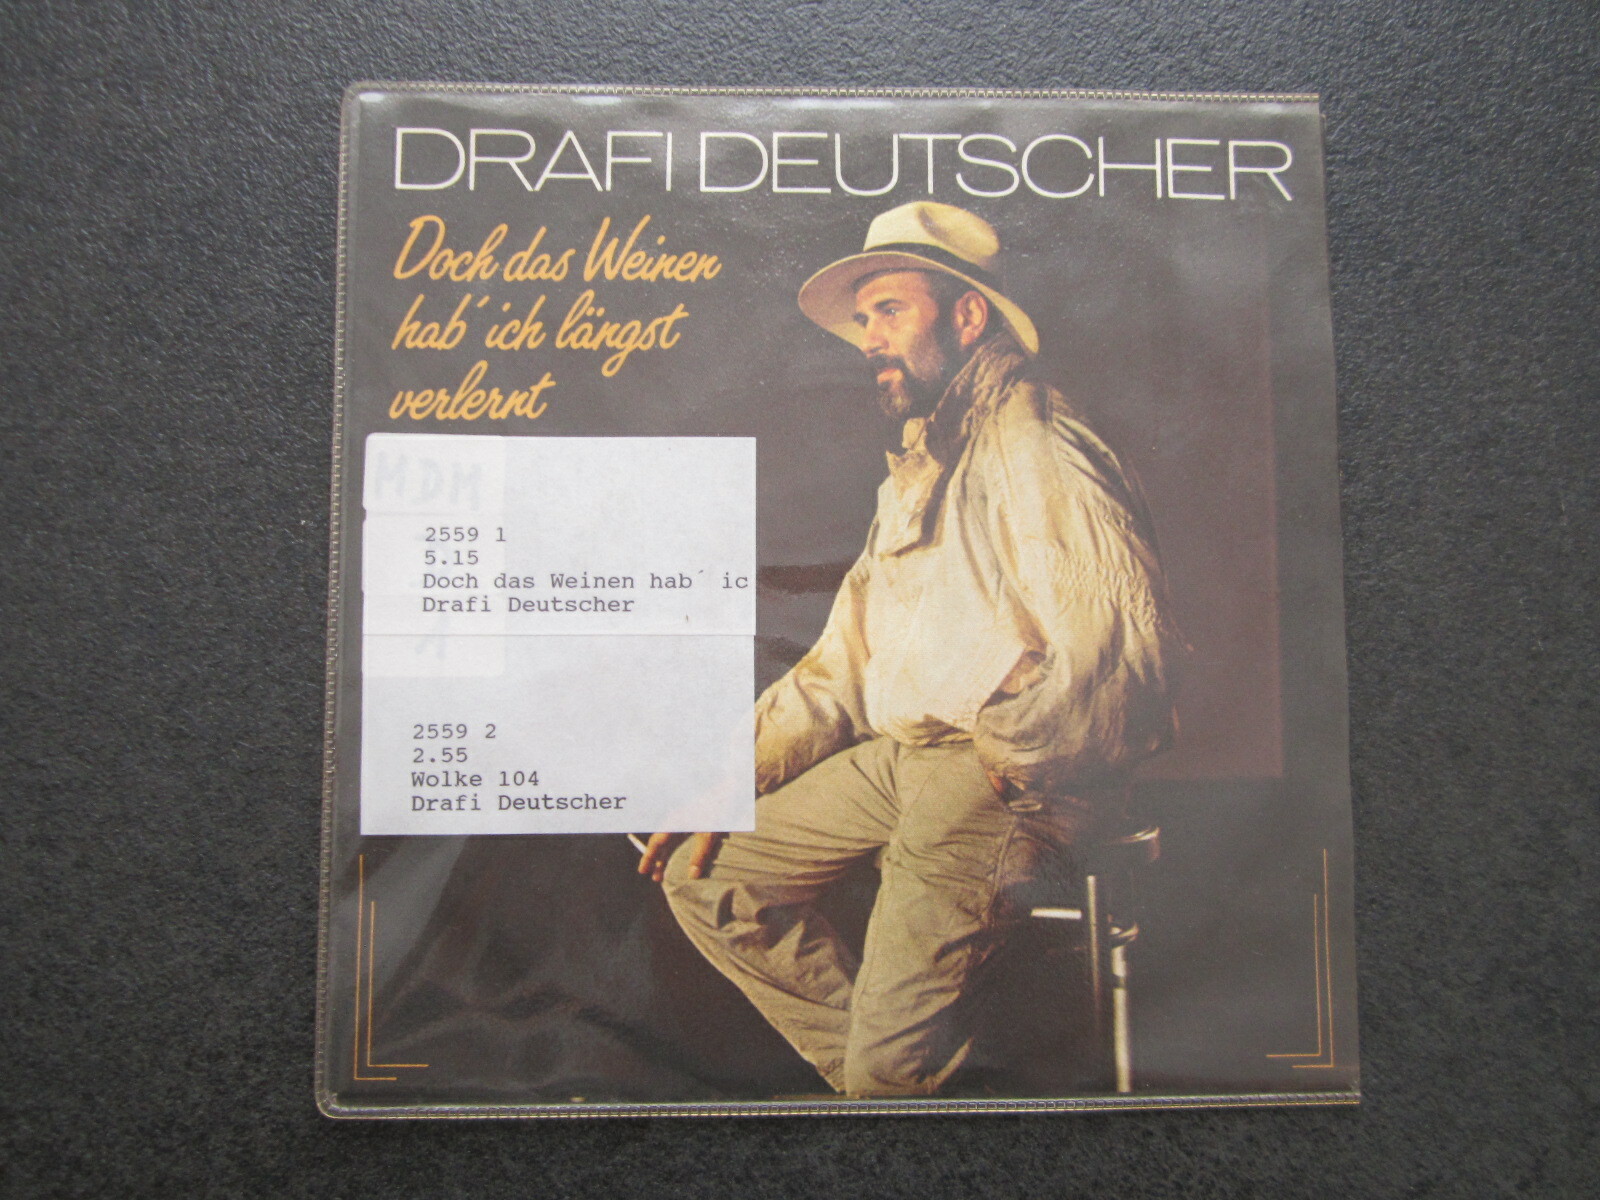 DRAFI DEUTSCHER
Doch das Weinen
hab´ ich längst
verlernt
2559 1
5.15
Doch das Weinen hab´ ic
Drafi Deutscher
2559 2
2.55
Wolke 104
Drafi Deutscher